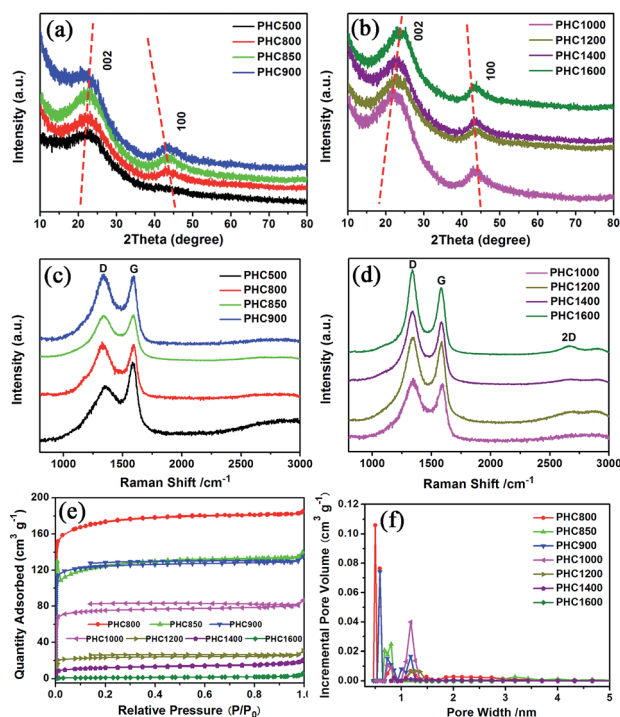 (a)
PHC500
PHC800
PHC850
PHC900
002
100
Intensity (a.u.)
10 20 30 40 50 60 70 80
2Theta (degree)
(b)
PHC1000
PHC1200
PHC1400
PHC1600
002
100
Intensity (a.u.)
10 20 30 40 50 60 70 80
2Theta (degree)
(c)
D G
PHC500
PHC800
PHC850
PHC900
Intensity (a.u.)
1000 1500 2000 2500 3000
Raman Shift /cm-1
(d)
D
G
2D
PHC1000
PHC1200
PHC1400
PHC1600
Intensity (a.u.)
1000 1500 2000 2500 3000
Raman Shift /cm-1
(e)
Quantity Adsorbed (cm3 g-1)
200
160
120
80
40
0
PHC800 PHC850 PHC900
PHC1000 PHC1200 PHC1400 PHC1600
0.0 0.2 0.4 0.6 0.8 1.0
Relative Pressure (P/P0)
(f)
Incremental Pore Volume (cm3 g-1)
0.12
0.10
0.08
0.06
0.04
0.02
0.00
PHC800
PHC850
PHC900
PHC1000
PHC1200
PHC1400
PHC1600
1 2 3 4 5
Pore Width /nm